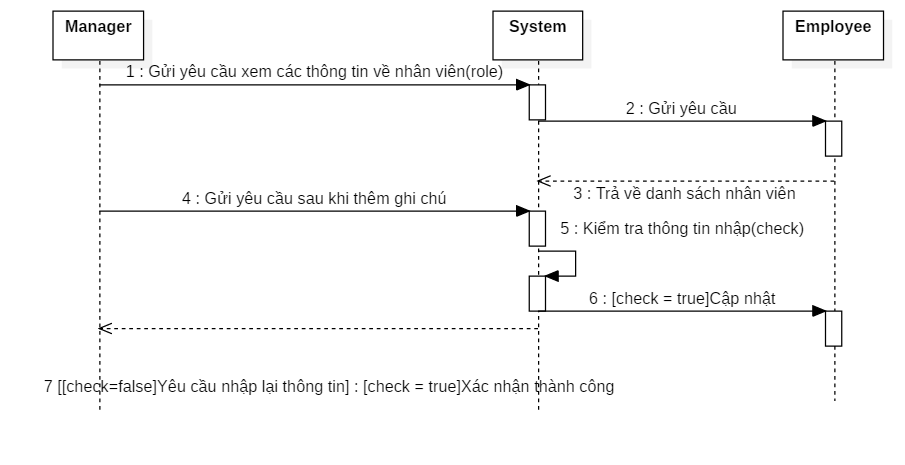 Manager
System
Employee
1 : Gửi yêu cầu xem các thông tin về nhân viên(role)
2 : Gửi yêu cầu
3 : Trả về danh sách nhân viên
4 : Gửi yêu cầu sau khi thêm ghi chú
5 : Kiểm tra thông tin nhập(check)
6 : [check = true]Cập nhật
7 [[check=false]Yêu cầu nhập lại thông tin] : [check = true]Xác nhận thành công